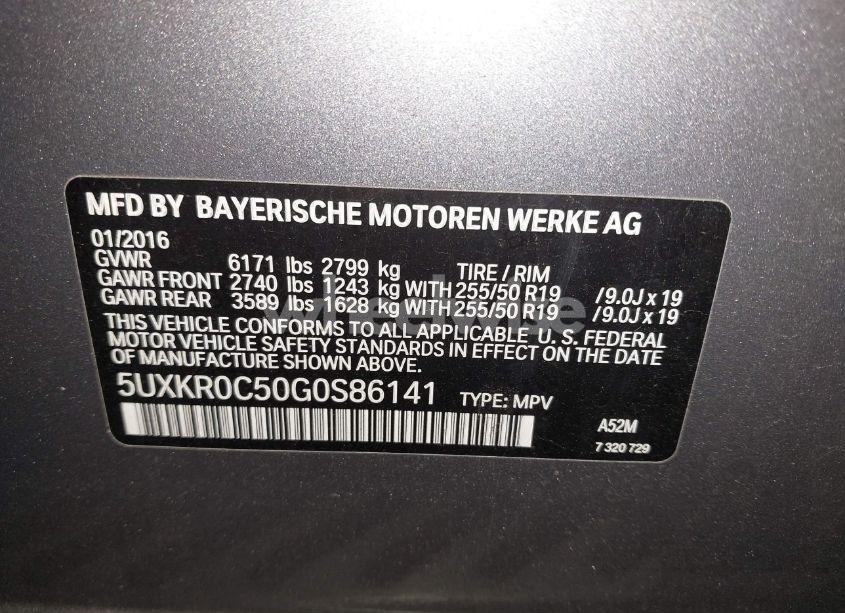 MFD BY BAYERISCHE MOTOREN WERKE AG
01/2016
GVWR 6171 lbs 2799 kg TIRE / RIM
GAWR FRONT 2740 lbs 1243 kg WITH 255/50 R19 /9.0J x 19
GAWR REAR 3589 lbs 1628 kg WITH 255/50 R19 /9.0J x 19
THIS VEHICLE CONFORMS TO ALL APPLICABLE U. S. FEDERAL
MOTOR VEHICLE SAFETY STANDARDS IN EFFECT ON THE DATE
OF MANUFACTURE SHOWN ABOVE.
5UXKR0C50G0S86141 TYPE: MPV
A52M
7 320 729